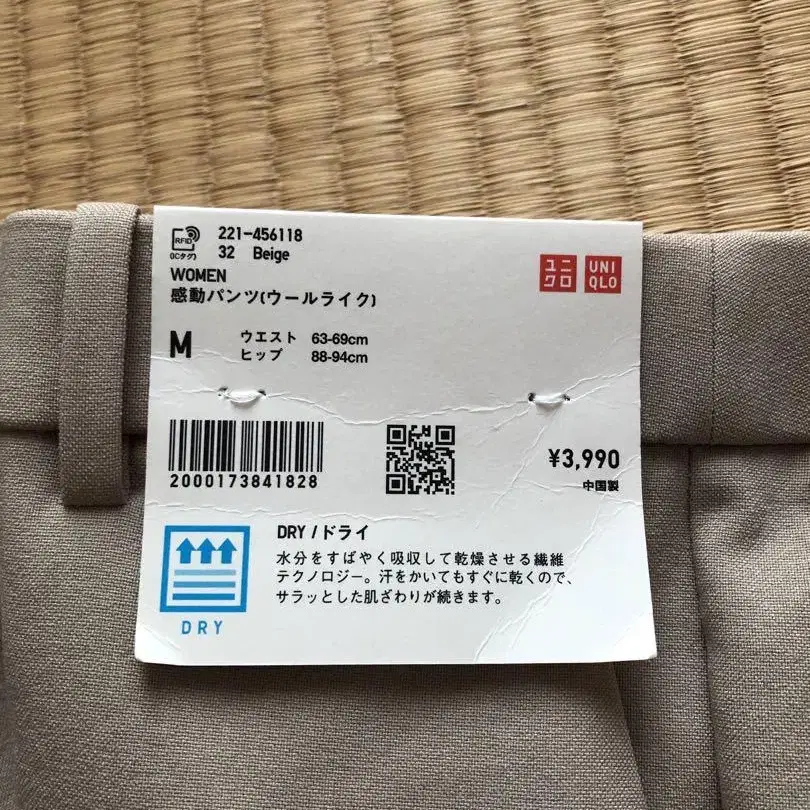 RFID
(ICタグ)
221-456118
32 Beige
WOMEN
感動パンツ(ウールライク)
ユニ
クロ
UNI
QLO
M
ウエスト 63-69cm
ヒップ 88-94cm
2000173841828
¥3,990
中国製
DRY
DRY / ドライ
水分をすばやく吸収して乾燥させる繊維
テクノロジー。汗をかいてもすぐに乾くので、
サラッとした肌ざわりが続きます。